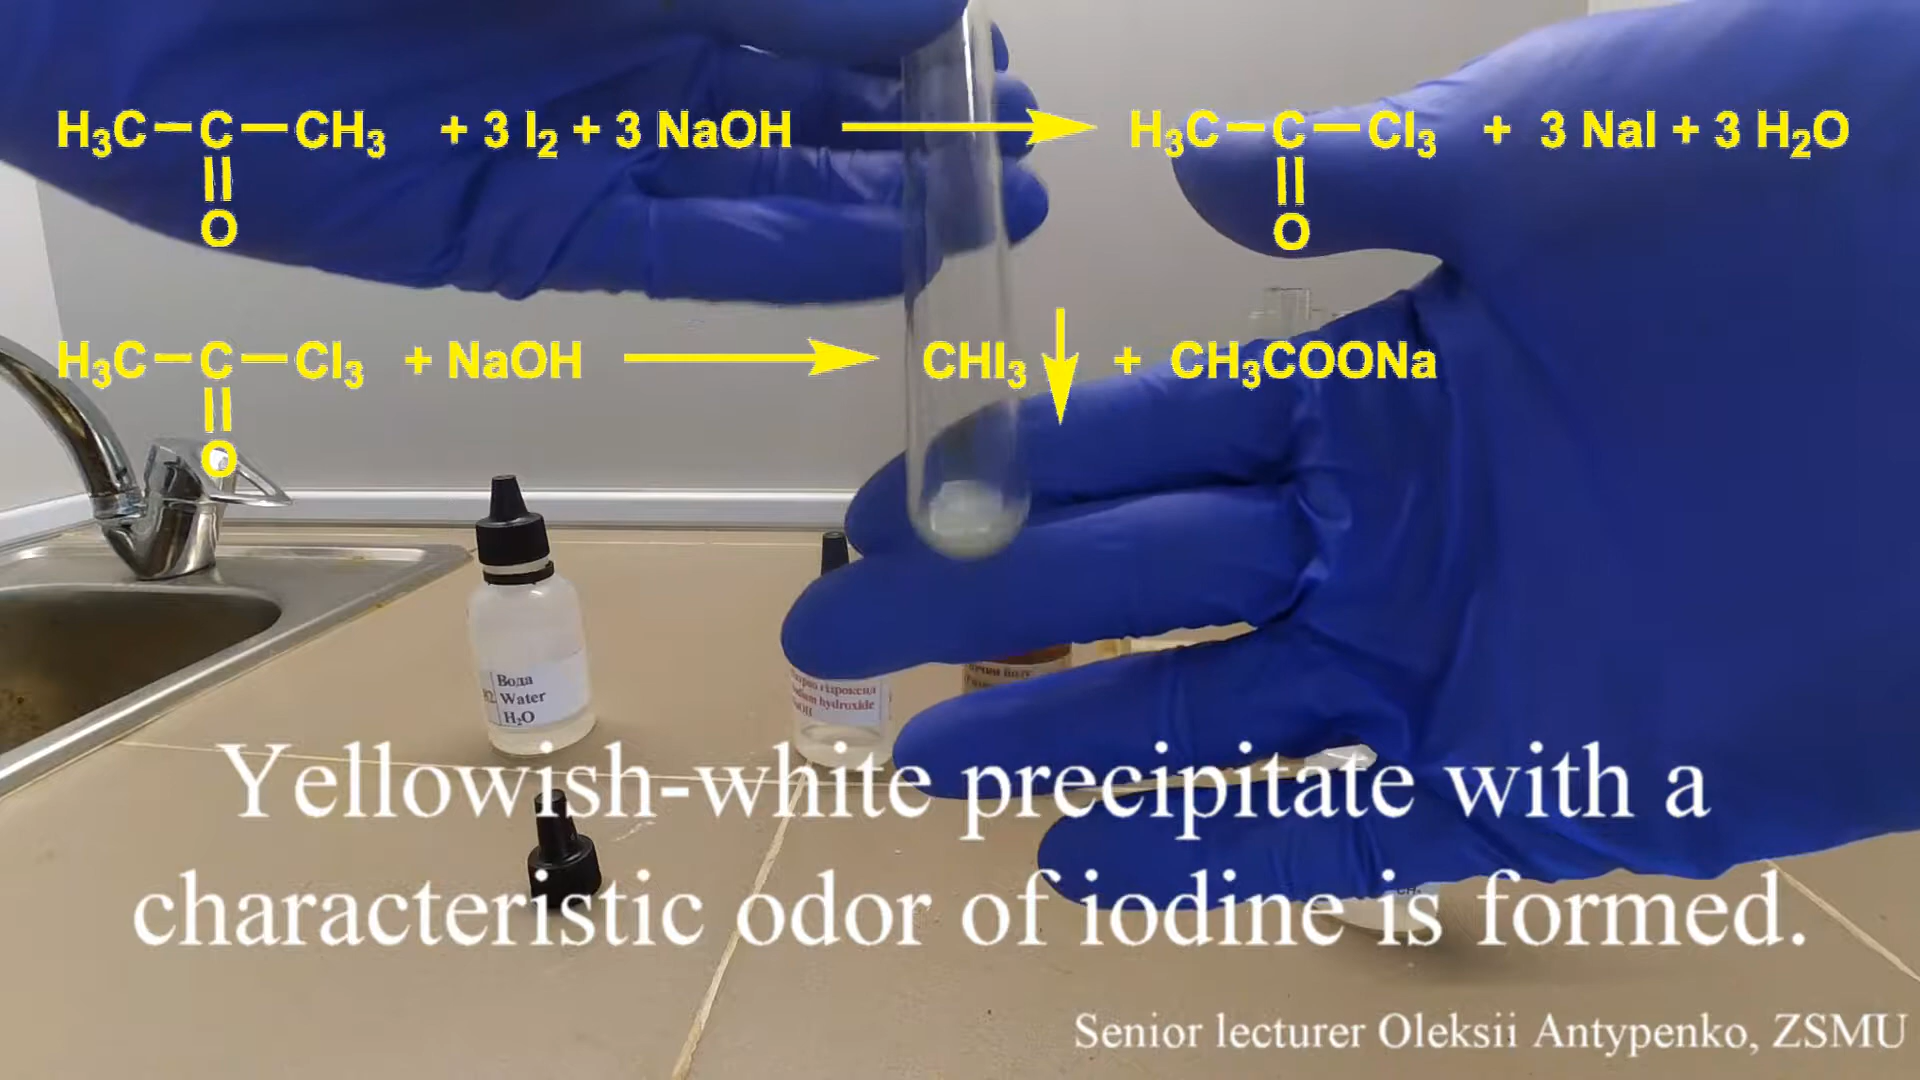 H₃C—C—CH₃ + 3 I₂ + 3 NaOH → H₃C—C—CI₃ + 3 NaI + 3 H₂O
O O
H₃C—C—CI₃ + NaOH → CHI₃ ↓ + CH₃COONa
O
Вода
Water
H₂O
гідроксид
hydroxide
Yellowish-white precipitate with a
characteristic odor of iodine is formed.
Senior lecturer Oleksii Antypenko, ZSMU